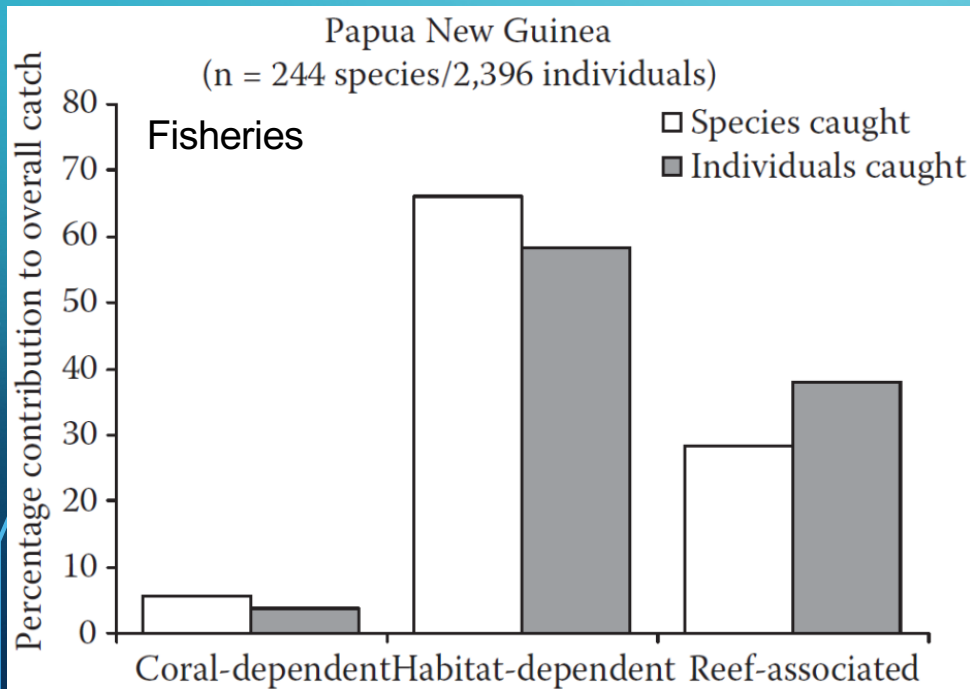 Papua New Guinea
(n = 244 species/2,396 individuals)
Percentage contribution to overall catch
80
70
60
50
40
30
20
10
0
Fisheries
Species caught
Individuals caught
Coral-dependent Habitat-dependent Reef-associated